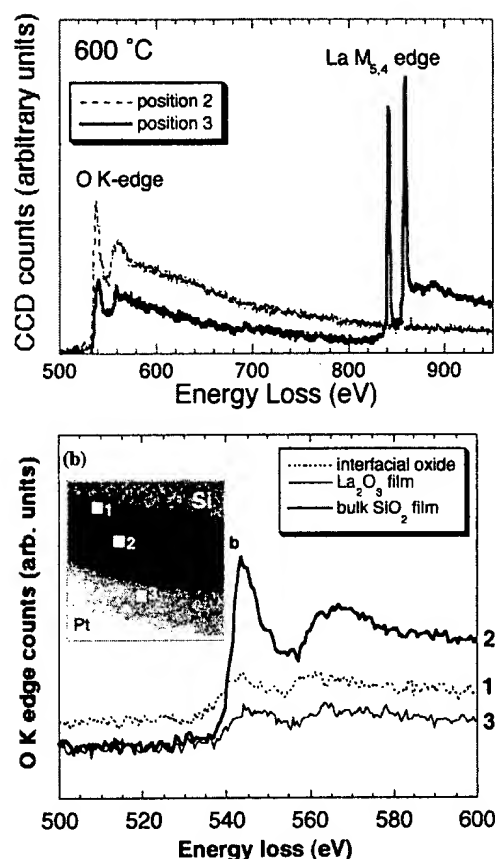 600 °C
La M5,4 edge
position 2
position 3
O K-edge
CCD counts (arbitrary units)
500 600 700 800 900
Energy Loss (eV)
(b)
Si
1
2
Pt
interfacial oxide
La2O3 film
bulk SiO2 film
b
2
1
3
O K edge counts (arb. units)
500 520 540 560 580 600
Energy loss (eV)